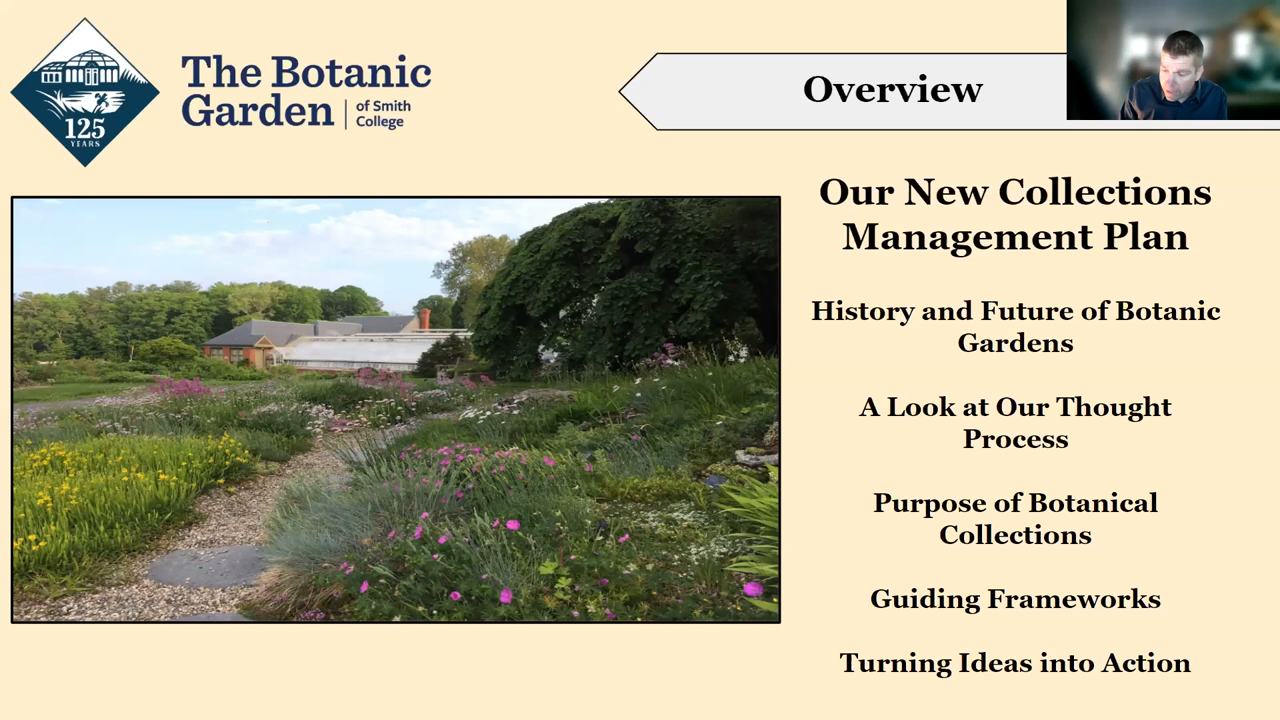 125
YEARS
The Botanic
Garden
of Smith
College
Overview
Our New Collections
Management Plan
History and Future of Botanic
Gardens
A Look at Our Thought
Process
Purpose of Botanical
Collections
Guiding Frameworks
Turning Ideas into Action